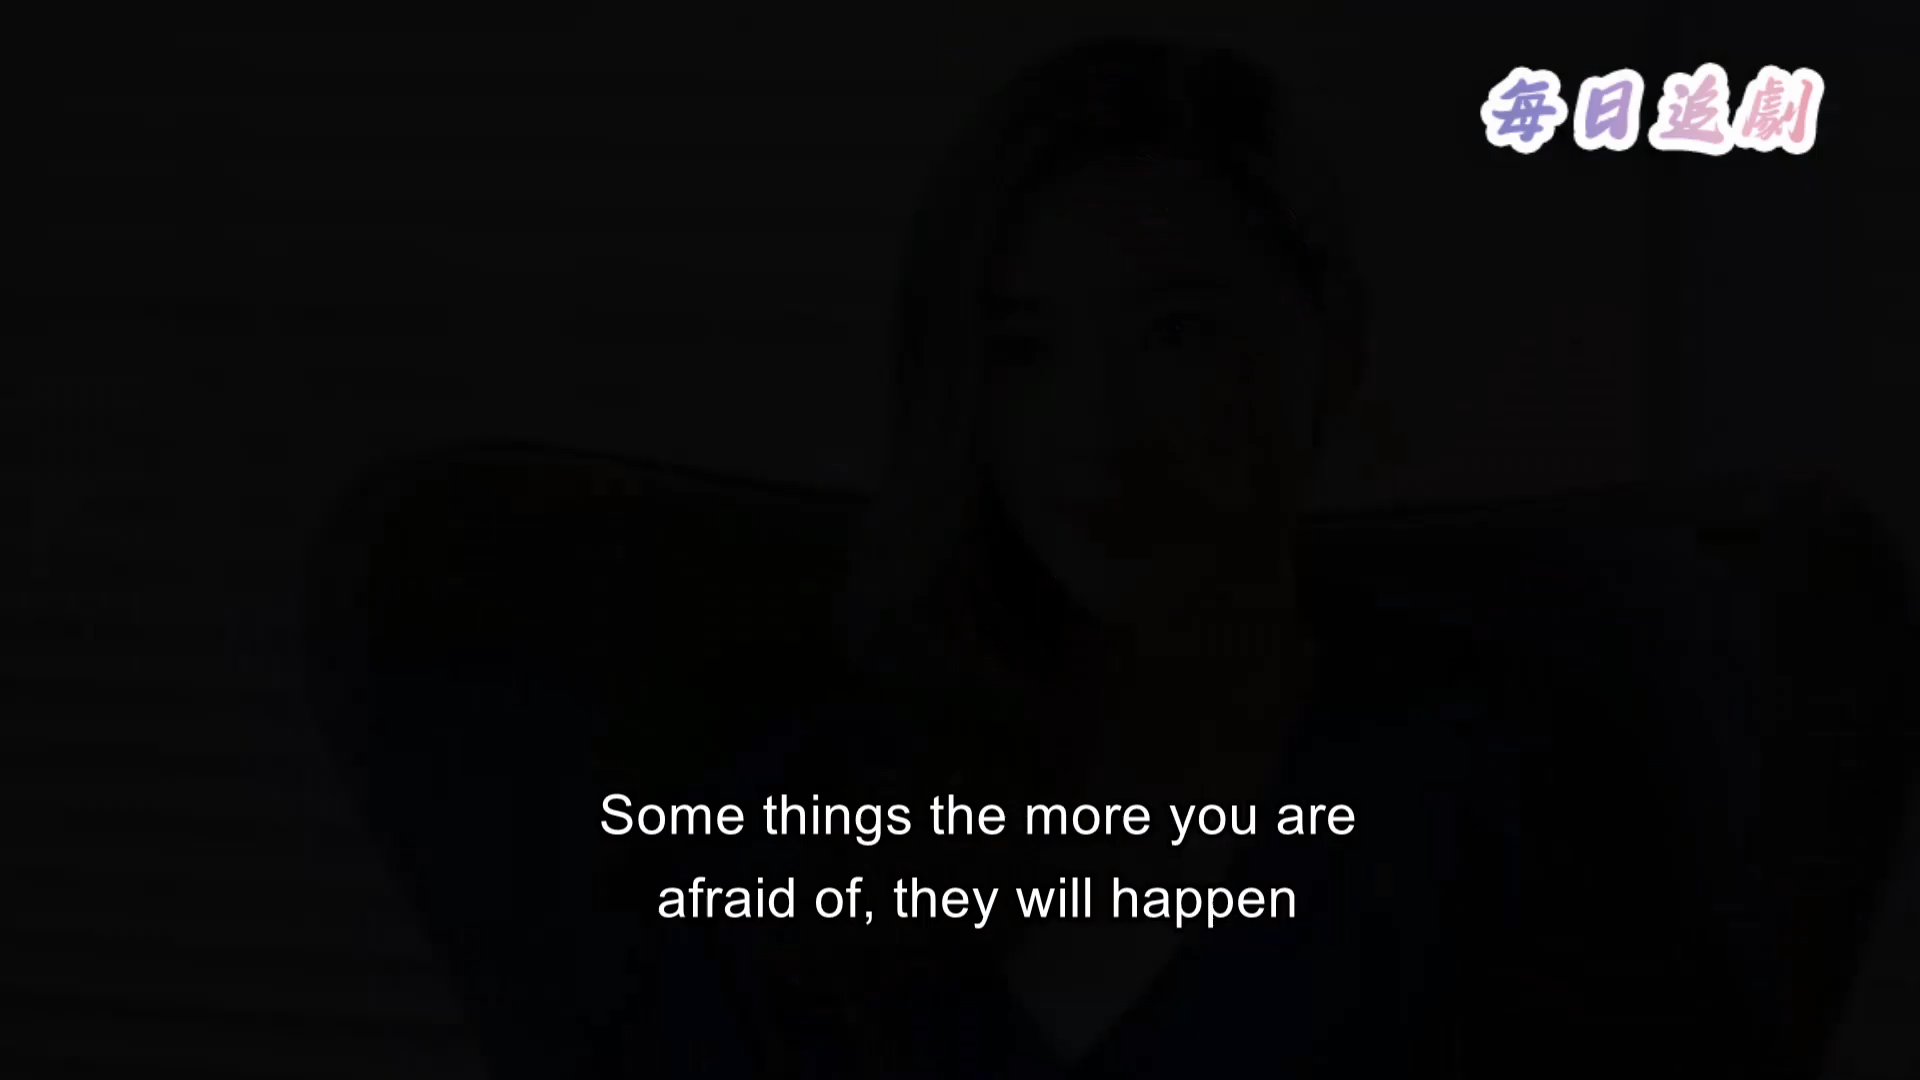 每日追劇
Some things the more you are
afraid of, they will happen